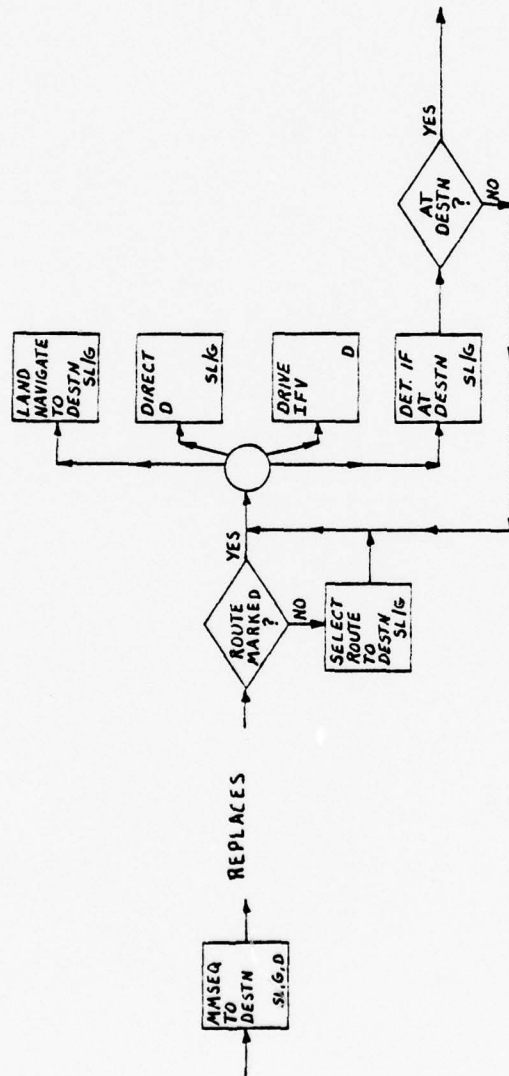 MMSEQ
TO
DESTN
SL,G,D
REPLACES
ROUTE
MARKED
?
YES
NO
SELECT
ROUTE
TO
DESTN
SL/G
LAND
NAVIGATE
TO
DESTN
SL/G
DIRECT
D
SL/G
DRIVE
IFV
D
DET. IF
AT
DESTN
SL/G
AT
DESTN
?
YES
NO